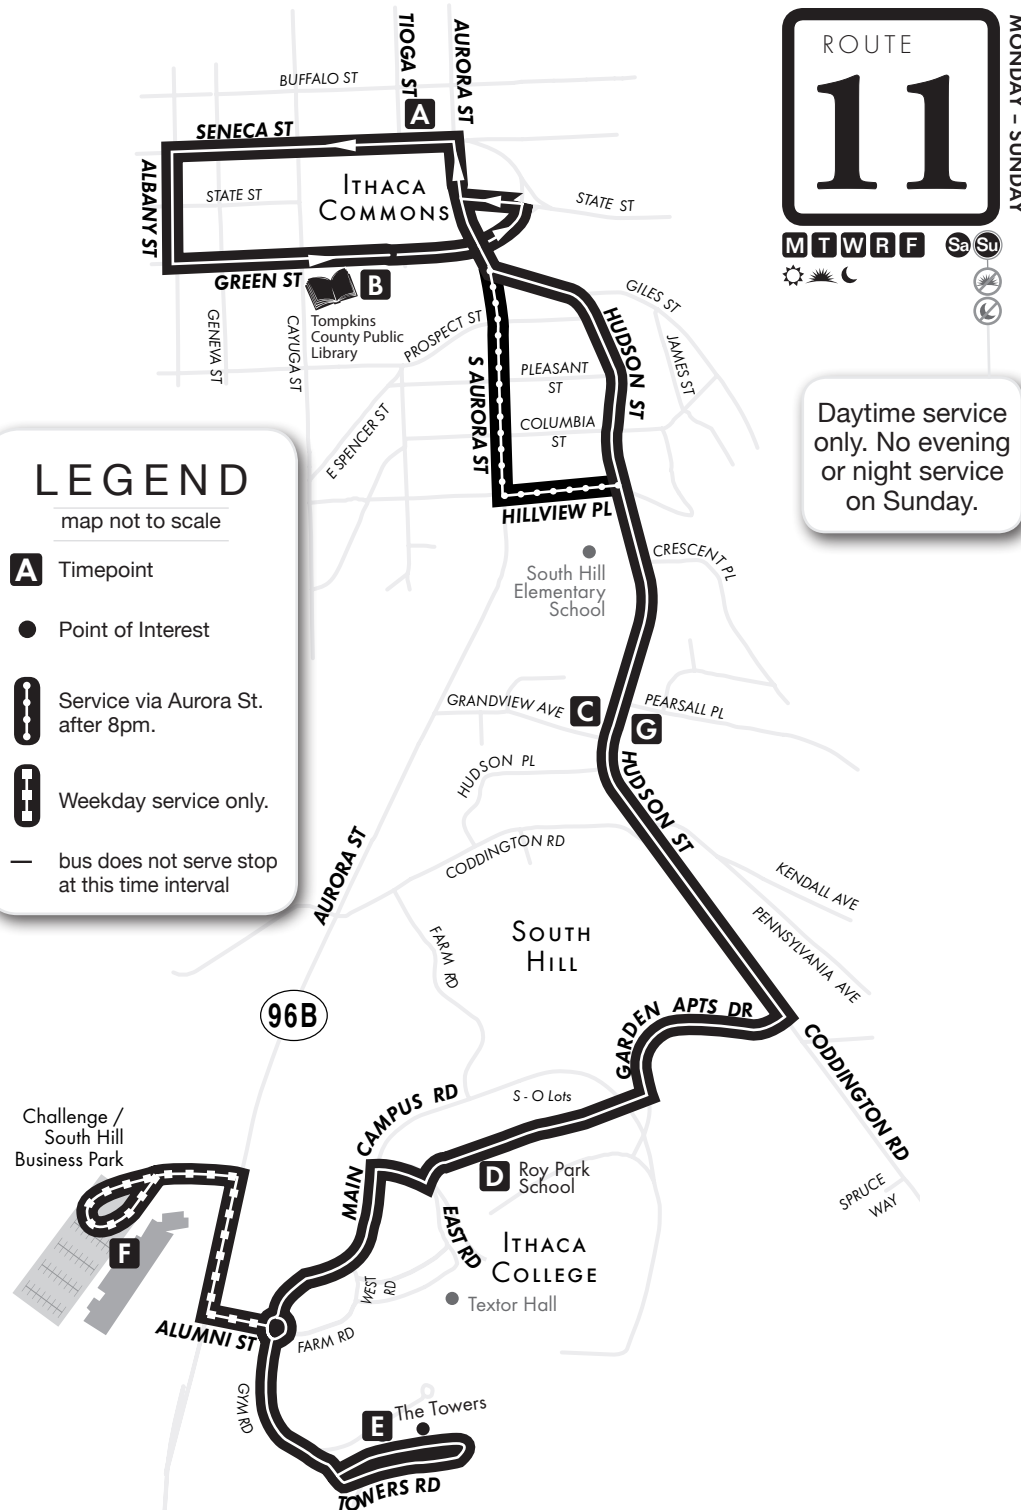 TIOGA ST
AURORA ST
BUFFALO ST
A
SENECA ST
ALBANY ST
STATE ST
ITHACA
COMMONS
STATE ST
GREEN ST
B
Tompkins
County Public
Library
GENEVA ST
CAYUGA ST
PROSPECT ST
E SPENCER ST
S AURORA ST
GILES ST
HUDSON ST
JAMES ST
PLEASANT
ST
COLUMBIA
ST
HILLVIEW PL
ROUTE
11
MONDAY – SUNDAY
M T W R F Sa Su
Daytime service
only. No evening
or night service
on Sunday.
LEGEND
map not to scale
A Timepoint
Point of Interest
Service via Aurora St.
after 8pm.
Weekday service only.
— bus does not serve stop
at this time interval
South Hill
Elementary
School
CRESCENT PL
GRANDVIEW AVE
C
PEARSALL PL
G
HUDSON PL
HUDSON ST
CODDINGTON RD
AURORA ST
KENDALL AVE
PENNSYLVANIA AVE
FARM RD
SOUTH
HILL
96B
GARDEN APTS DR
CODDINGTON RD
S - O Lots
MAIN CAMPUS RD
Challenge /
South Hill
Business Park
D
Roy Park
School
SPRUCE
WAY
EAST RD
ITHACA
COLLEGE
F
WEST
RD
Textor Hall
ALUMNI ST
FARM RD
GYM RD
E
The Towers
TOWERS RD